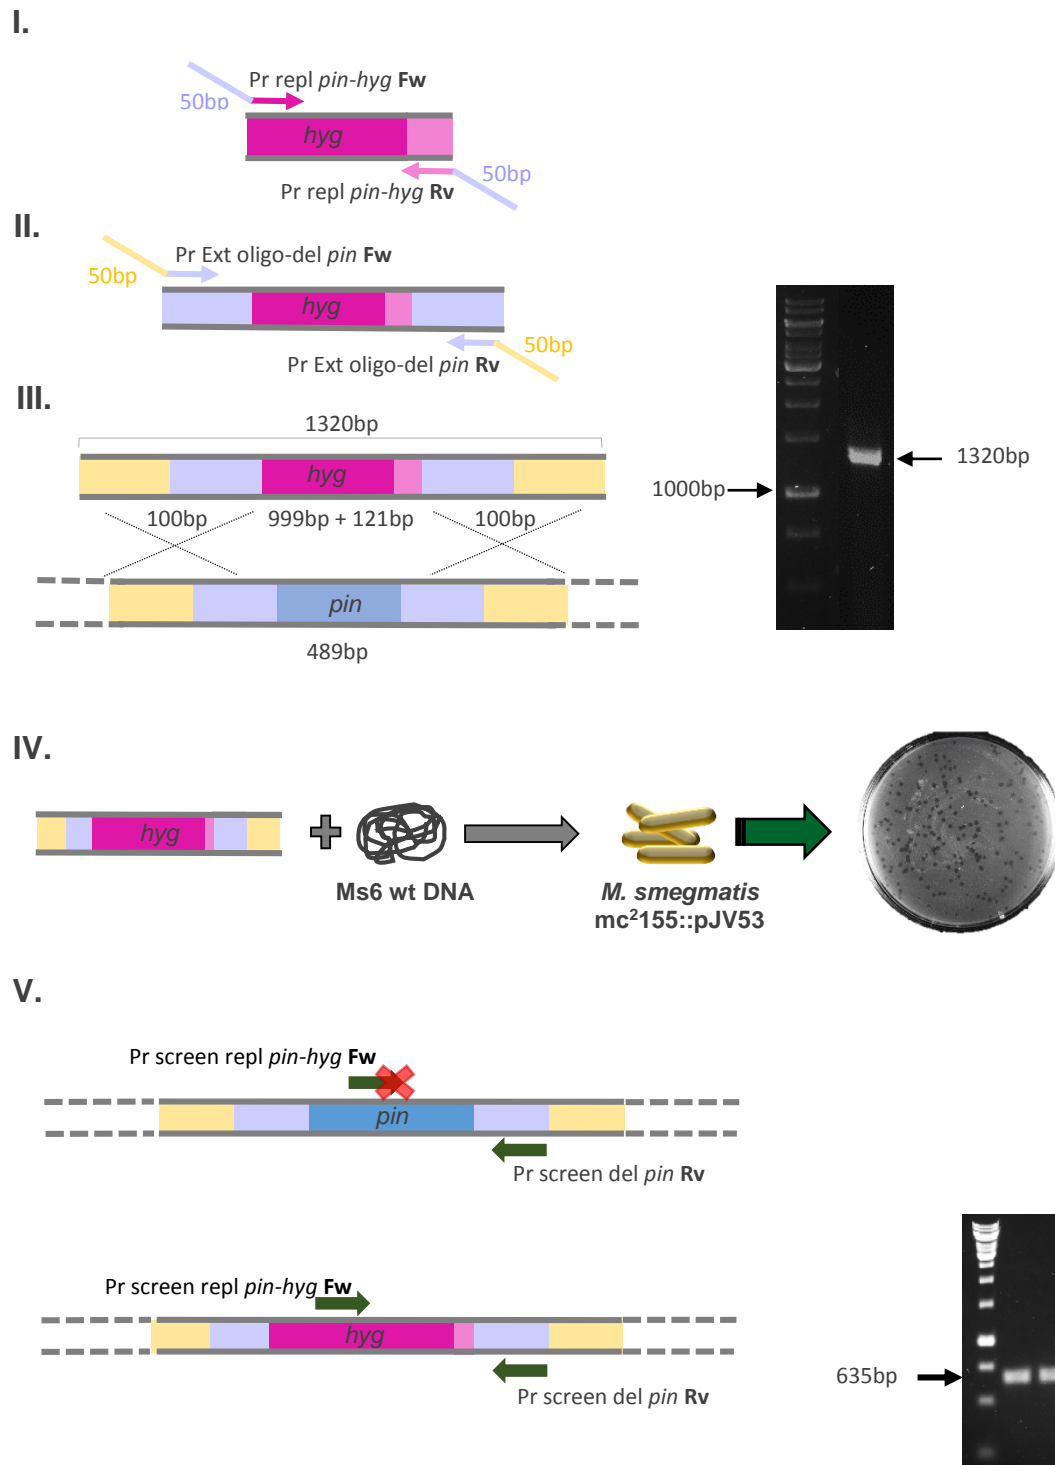 I.
Pr repl pin-hyg Fw
50bp
hyg
50bp
Pr repl pin-hyg Rv
II.
Pr Ext oligo-del pin Fw
50bp
hyg
50bp
Pr Ext oligo-del pin Rv
III.
1320bp
hyg
100bp
999bp + 121bp
100bp
pin
489bp
1000bp
1320bp
IV.
hyg
Ms6 wt DNA
M. smegmatis
mc²155::pJV53
V.
Pr screen repl pin-hyg Fw
pin
Pr screen del pin Rv
Pr screen repl pin-hyg Fw
hyg
Pr screen del pin Rv
635bp